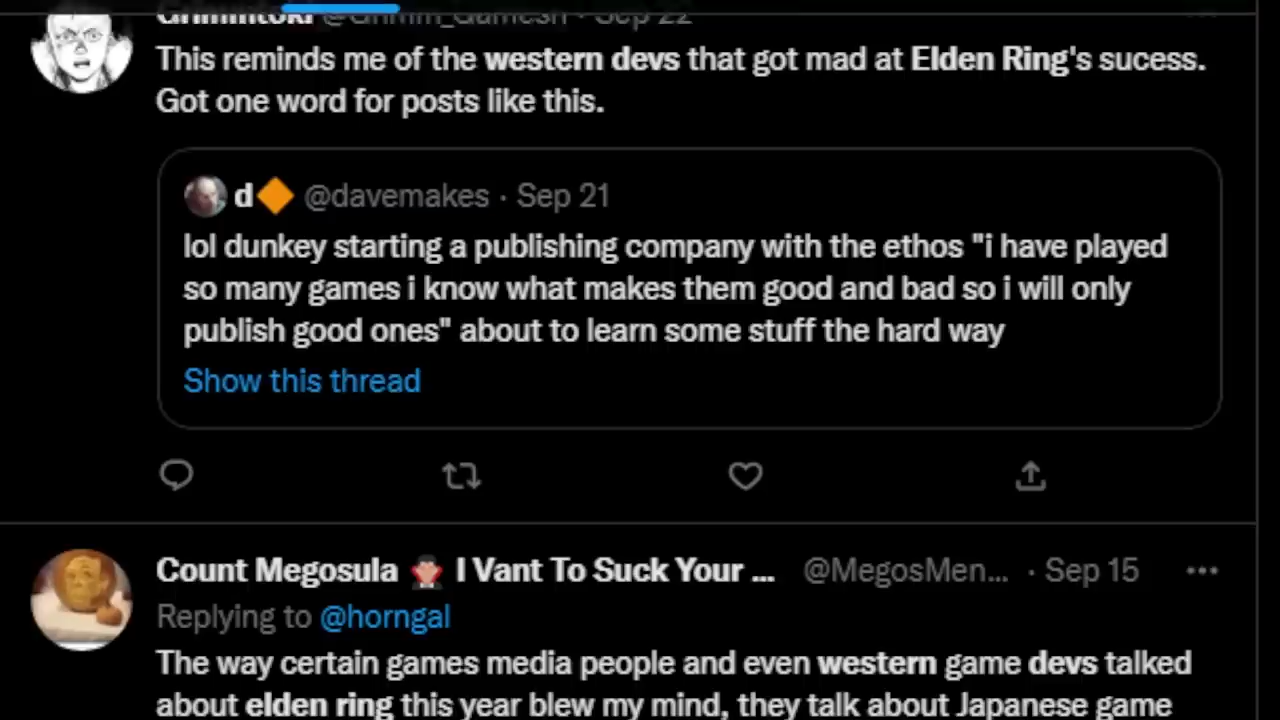 Grimmtoki @Grimm_Gamesh · Sep 22
This reminds me of the western devs that got mad at Elden Ring's sucess.
Got one word for posts like this.
d🔶 @davemakes · Sep 21
lol dunkey starting a publishing company with the ethos "i have played
so many games i know what makes them good and bad so i will only
publish good ones" about to learn some stuff the hard way
Show this thread
Count Megosula 🧛 I Vant To Suck Your ... @MegosMen... · Sep 15
Replying to @horngal
The way certain games media people and even western game devs talked
about elden ring this year blew my mind, they talk about Japanese game